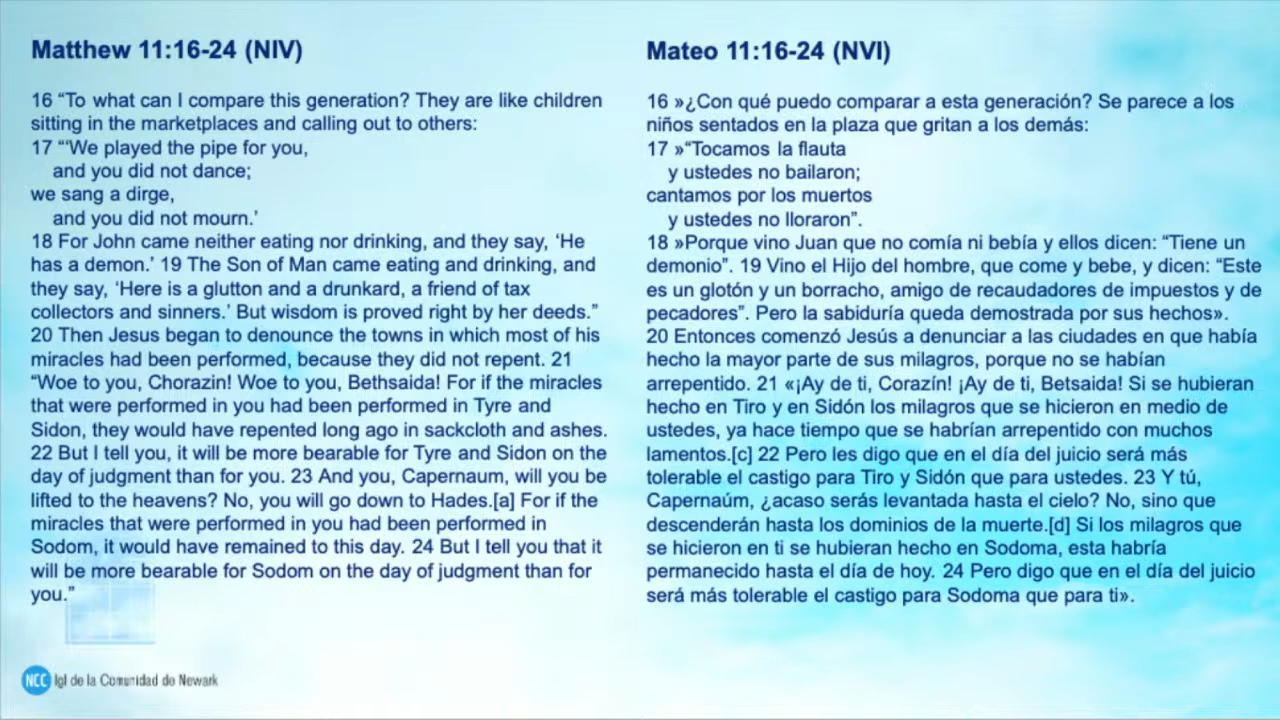 Matthew 11:16-24 (NIV)
16 “To what can I compare this generation? They are like children
sitting in the marketplaces and calling out to others:
17 “‘We played the pipe for you,
and you did not dance;
we sang a dirge,
and you did not mourn.’
18 For John came neither eating nor drinking, and they say, ‘He
has a demon.’ 19 The Son of Man came eating and drinking, and
they say, ‘Here is a glutton and a drunkard, a friend of tax
collectors and sinners.’ But wisdom is proved right by her deeds.”
20 Then Jesus began to denounce the towns in which most of his
miracles had been performed, because they did not repent. 21
“Woe to you, Chorazin! Woe to you, Bethsaida! For if the miracles
that were performed in you had been performed in Tyre and
Sidon, they would have repented long ago in sackcloth and ashes.
22 But I tell you, it will be more bearable for Tyre and Sidon on the
day of judgment than for you. 23 And you, Capernaum, will you be
lifted to the heavens? No, you will go down to Hades.[a] For if the
miracles that were performed in you had been performed in
Sodom, it would have remained to this day. 24 But I tell you that it
will be more bearable for Sodom on the day of judgment than for
you.”
Mateo 11:16-24 (NVI)
16 »¿Con qué puedo comparar a esta generación? Se parece a los
niños sentados en la plaza que gritan a los demás:
17 »“Tocamos la flauta
y ustedes no bailaron;
cantamos por los muertos
y ustedes no lloraron”.
18 »Porque vino Juan que no comía ni bebía y ellos dicen: “Tiene un
demonio”. 19 Vino el Hijo del hombre, que come y bebe, y dicen: “Este
es un glotón y un borracho, amigo de recaudadores de impuestos y de
pecadores”. Pero la sabiduría queda demostrada por sus hechos».
20 Entonces comenzó Jesús a denunciar a las ciudades en que había
hecho la mayor parte de sus milagros, porque no se habían
arrepentido. 21 «¡Ay de ti, Corazín! ¡Ay de ti, Betsaida! Si se hubieran
hecho en Tiro y en Sidón los milagros que se hicieron en medio de
ustedes, ya hace tiempo que se habrían arrepentido con muchos
lamentos.[c] 22 Pero les digo que en el día del juicio será más
tolerable el castigo para Tiro y Sidón que para ustedes. 23 Y tú,
Capernaúm, ¿acaso serás levantada hasta el cielo? No, sino que
descenderán hasta los dominios de la muerte.[d] Si los milagros que
se hicieron en ti se hubieran hecho en Sodoma, esta habría
permanecido hasta el día de hoy. 24 Pero digo que en el día del juicio
será más tolerable el castigo para Sodoma que para ti».
NCC Igl de la Comunidad de Newark